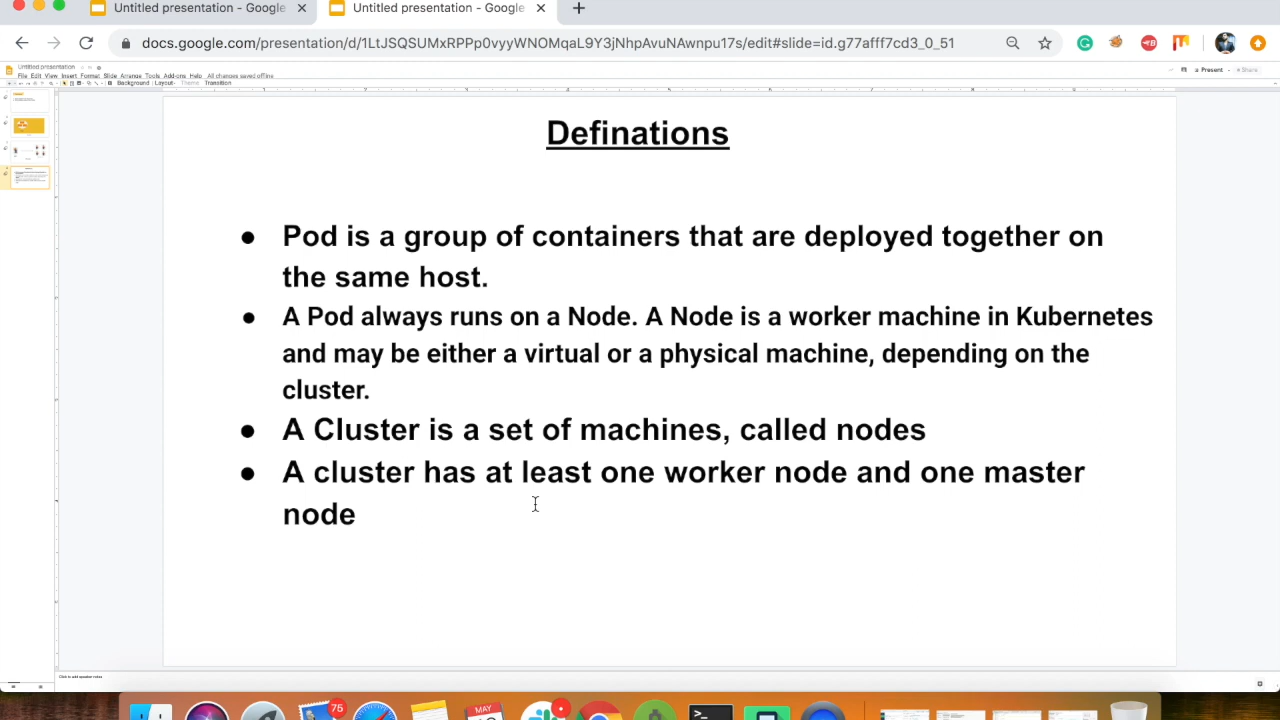 Untitled presentation - Google
Untitled presentation - Google
docs.google.com/presentation/d/1LtJSQSUMxRPPp0vyyWNOMqaL9Y3jNhpAvuNAwnpu17s/edit#slide=id.g77afff7cd3_0_51
Untitled presentation
File Edit View Insert Format Slide Arrange Tools Add-ons Help All changes saved offline
Present
Share
Background Layout Theme Transition
Definations
● Pod is a group of containers that are deployed together on
the same host.
● A Pod always runs on a Node. A Node is a worker machine in Kubernetes
and may be either a virtual or a physical machine, depending on the
cluster.
● A Cluster is a set of machines, called nodes
● A cluster has at least one worker node and one master
node
Click to add speaker notes
75
MAY